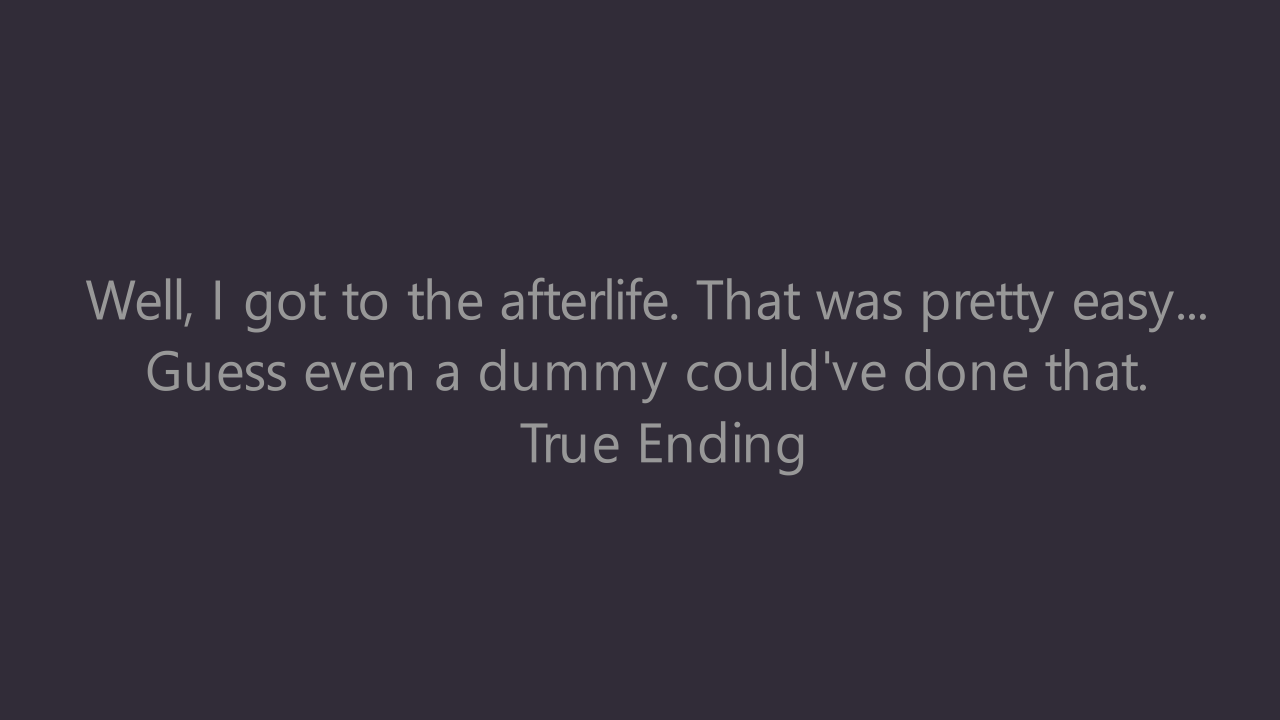 Well, I got to the afterlife. That was pretty easy...
Guess even a dummy could've done that.
True Ending